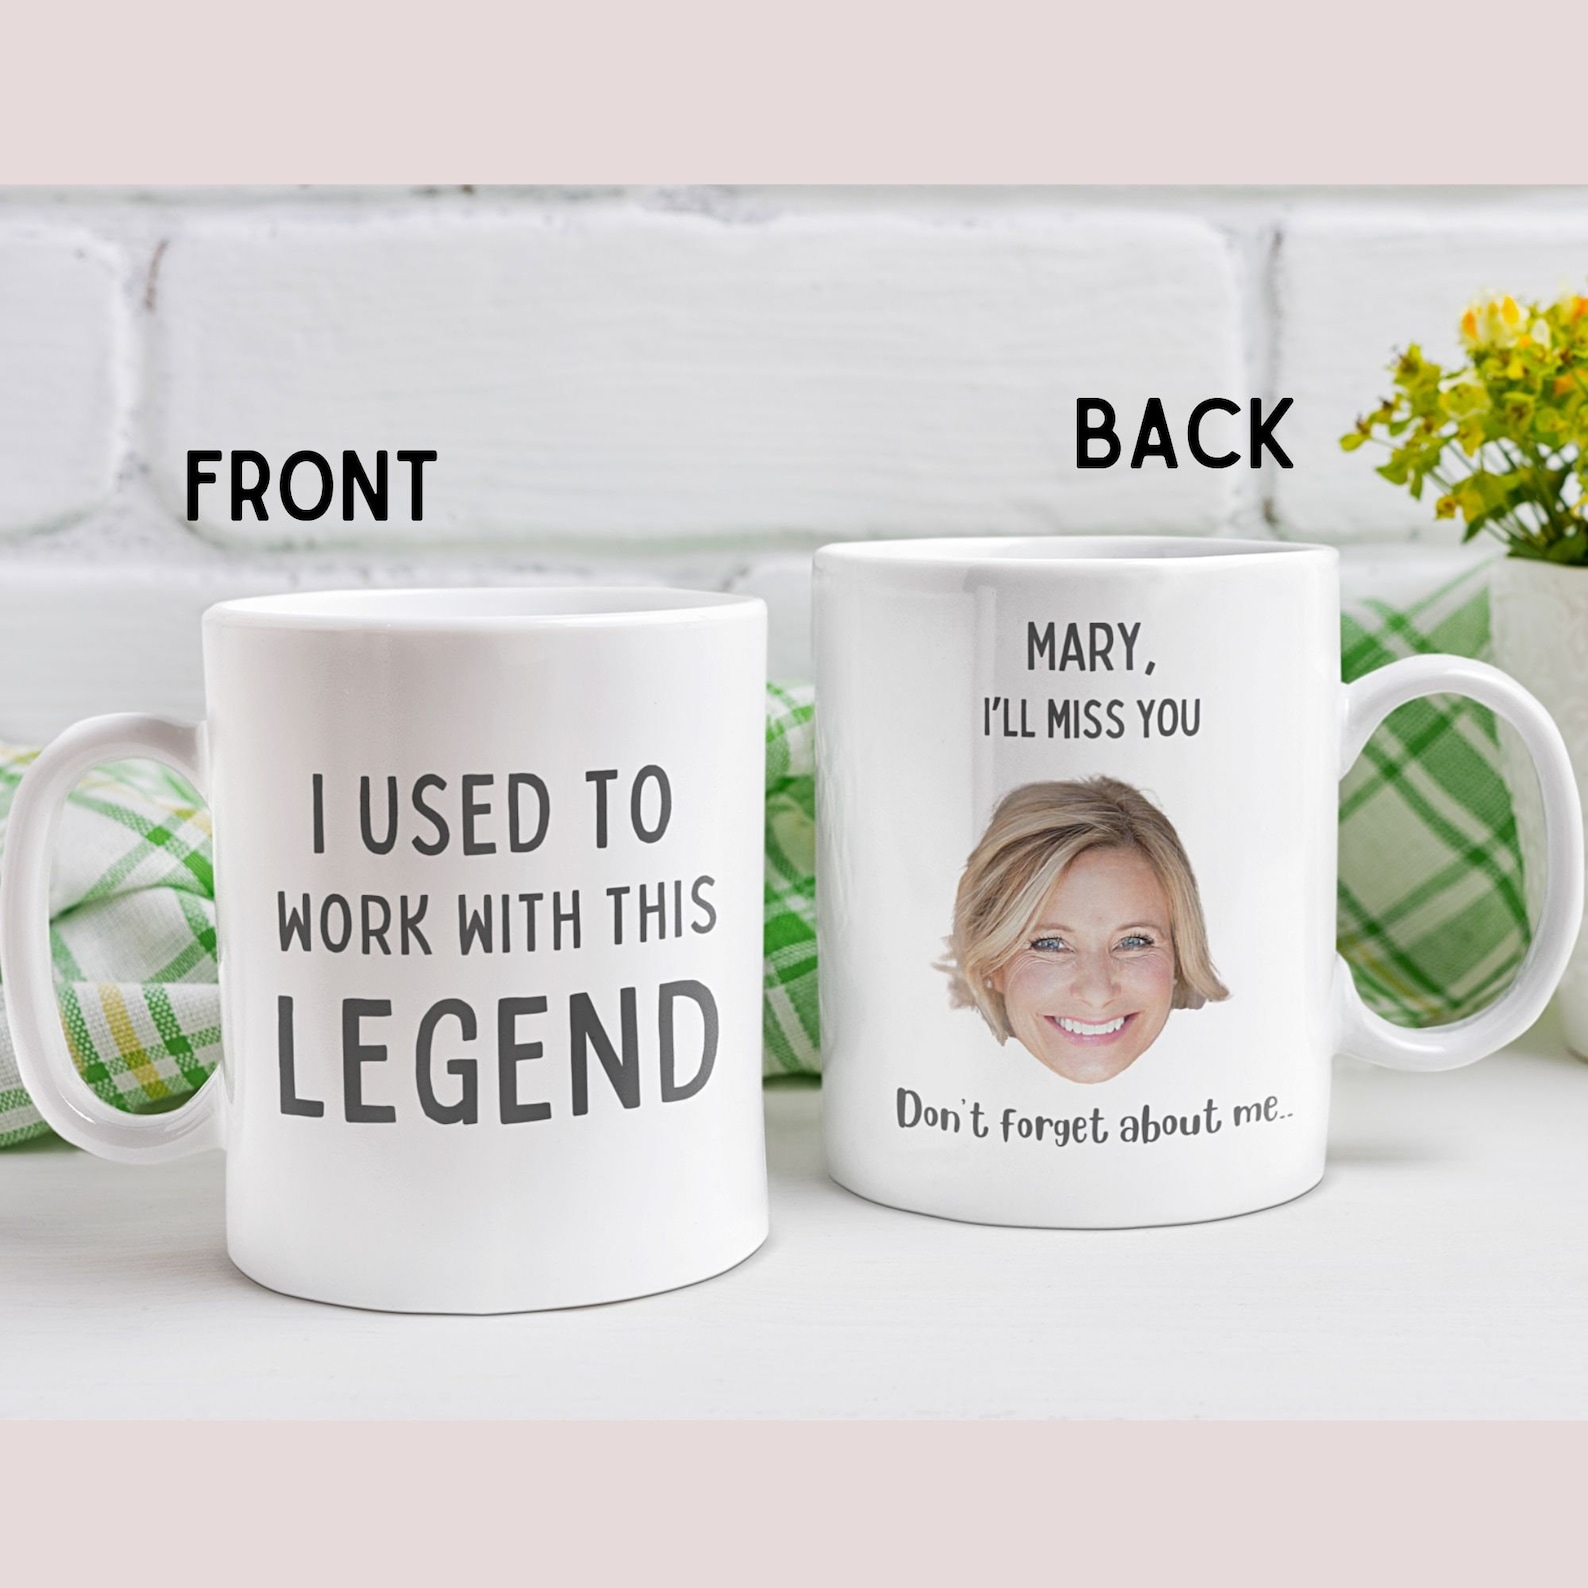 FRONT
I USED TO
WORK WITH THIS
LEGEND
BACK
MARY,
I'LL MISS YOU
Don't forget about me..